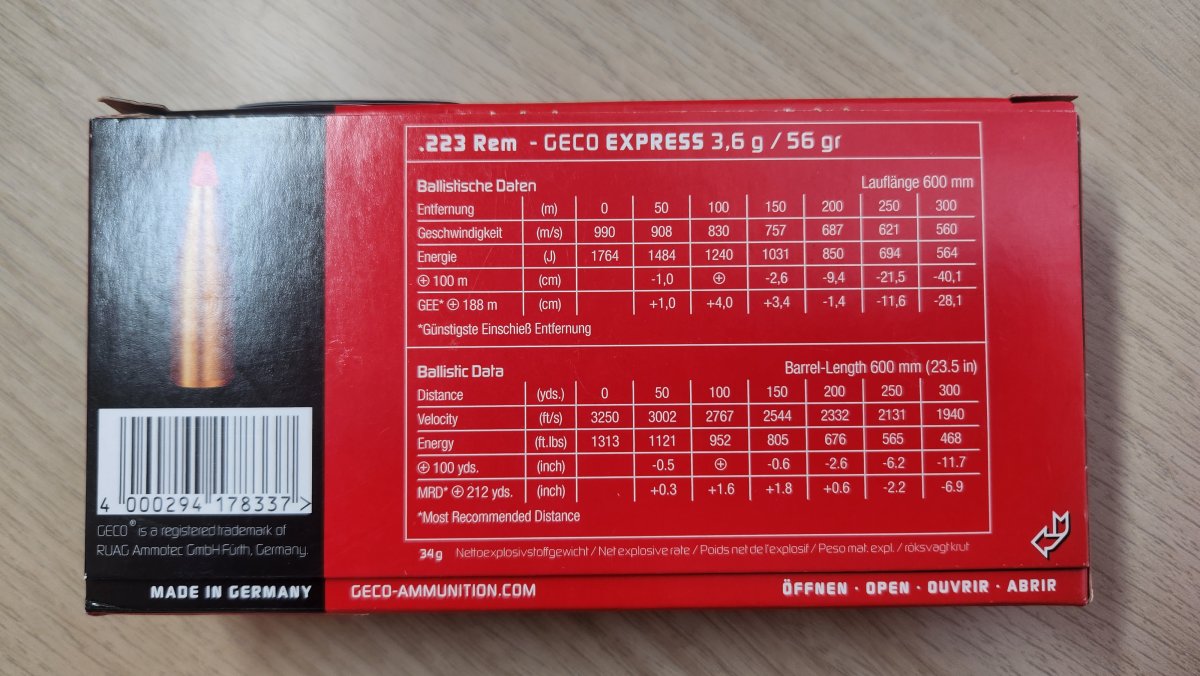 .223 Rem - GECO EXPRESS 3,6 g / 56 gr
Ballistische Daten Lauflänge 600 mm
Entfernung (m) 0 50 100 150 200 250 300
Geschwindigkeit (m/s) 990 908 830 757 687 621 560
Energie (J) 1764 1484 1240 1031 850 694 564
⊕ 100 m (cm) -1,0 ⊕ -2,6 -9,4 -21,5 -40,1
GEE* ⊕ 188 m (cm) +1,0 +4,0 +3,4 -1,4 -11,6 -28,1
*Günstigste Einschieß Entfernung
Ballistic Data Barrel-Length 600 mm (23.5 in)
Distance (yds.) 0 50 100 150 200 250 300
Velocity (ft/s) 3250 3002 2767 2544 2332 2131 1940
Energy (ft.lbs) 1313 1121 952 805 676 565 468
⊕ 100 yds. (inch) -0.5 ⊕ -0.6 -2.6 -6.2 -11.7
MRD* ⊕ 212 yds. (inch) +0.3 +1.6 +1.8 +0.6 -2.2 -6.9
*Most Recommended Distance
34g Nettoexplosivstoffgewicht / Net explosive rate / Poids net de l'explosif / Peso mat. expl. / röksvagt krut
4 000294 178337 >
GECO® is a registered trademark of
RUAG Ammotec GmbH Fürth, Germany.
MADE IN GERMANY
GECO-AMMUNITION.COM
ÖFFNEN · OPEN · OUVRIR · ABRIR